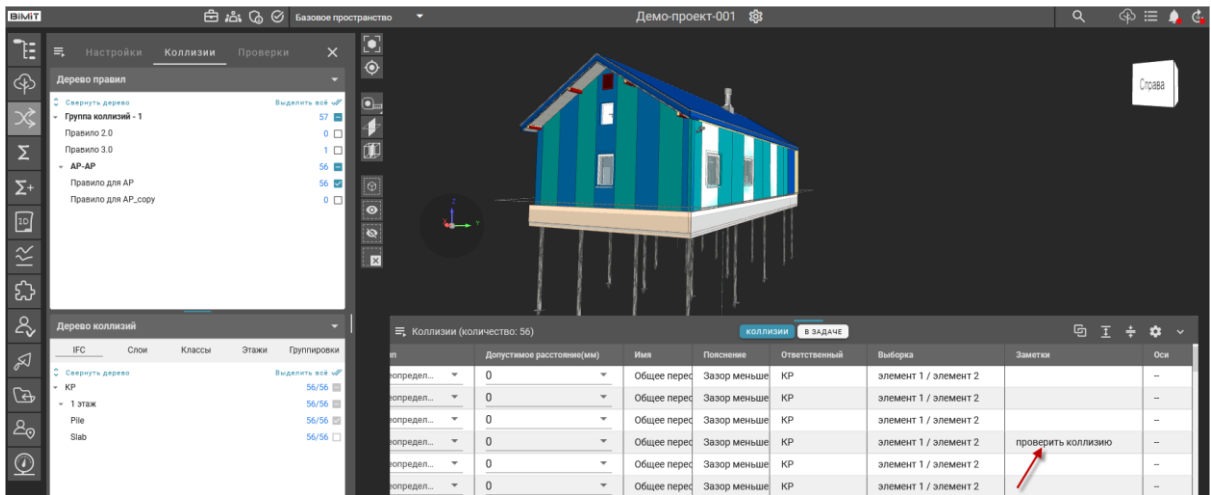 BiMiT
Базовое пространство
Демо-проект-001
Настройки Коллизии Проверки
Дерево правил
Свернуть дерево Выделить всё
Группа коллизий - 1 57
Правило 2.0 0
Правило 3.0 1
АР-АР 56
Правило для АР 56
Правило для АР_copy 0
Справа
Z
Y
1D
Дерево коллизий
IFC Слои Классы Этажи Группировки
Свернуть дерево Выделить всё
КР 56/56
1 этаж 56/56
Pile 56/56
Slab 56/56
Коллизии (количество: 56) КОЛЛИЗИИ В ЗАДАЧЕ
Допустимое расстояние(мм) Имя Пояснение Ответственный Выборка Заметки Оси
еопредел... 0 Общее перес Зазор меньше КР элемент 1 / элемент 2 --
еопредел... 0 Общее перес Зазор меньше КР элемент 1 / элемент 2 --
еопредел... 0 Общее перес Зазор меньше КР элемент 1 / элемент 2 --
еопредел... 0 Общее перес Зазор меньше КР элемент 1 / элемент 2 проверить коллизию --
еопредел... 0 Общее перес Зазор меньше КР элемент 1 / элемент 2 --
еопредел... 0 Общее перес Зазор меньше КР элемент 1 / элемент 2 --